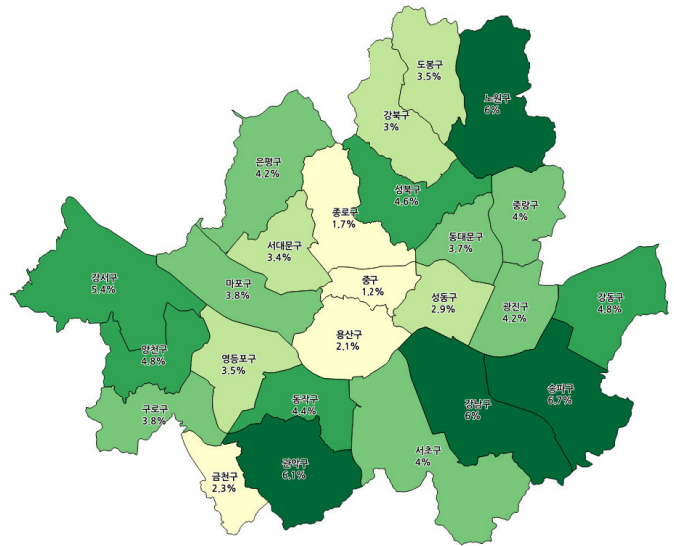 도봉구
3.5%
노원구
6%
강북구
3%
은평구
4.2%
성북구
4.6%
중랑구
4%
종로구
1.7%
동대문구
3.7%
서대문구
3.4%
강서구
5.4%
마포구
3.8%
중구
1.2%
성동구
2.9%
광진구
4.2%
강동구
4.8%
용산구
2.1%
양천구
4.8%
영등포구
3.5%
송파구
6.7%
동작구
4.4%
강남구
6%
구로구
3.8%
서초구
4%
관악구
6.1%
금천구
2.3%